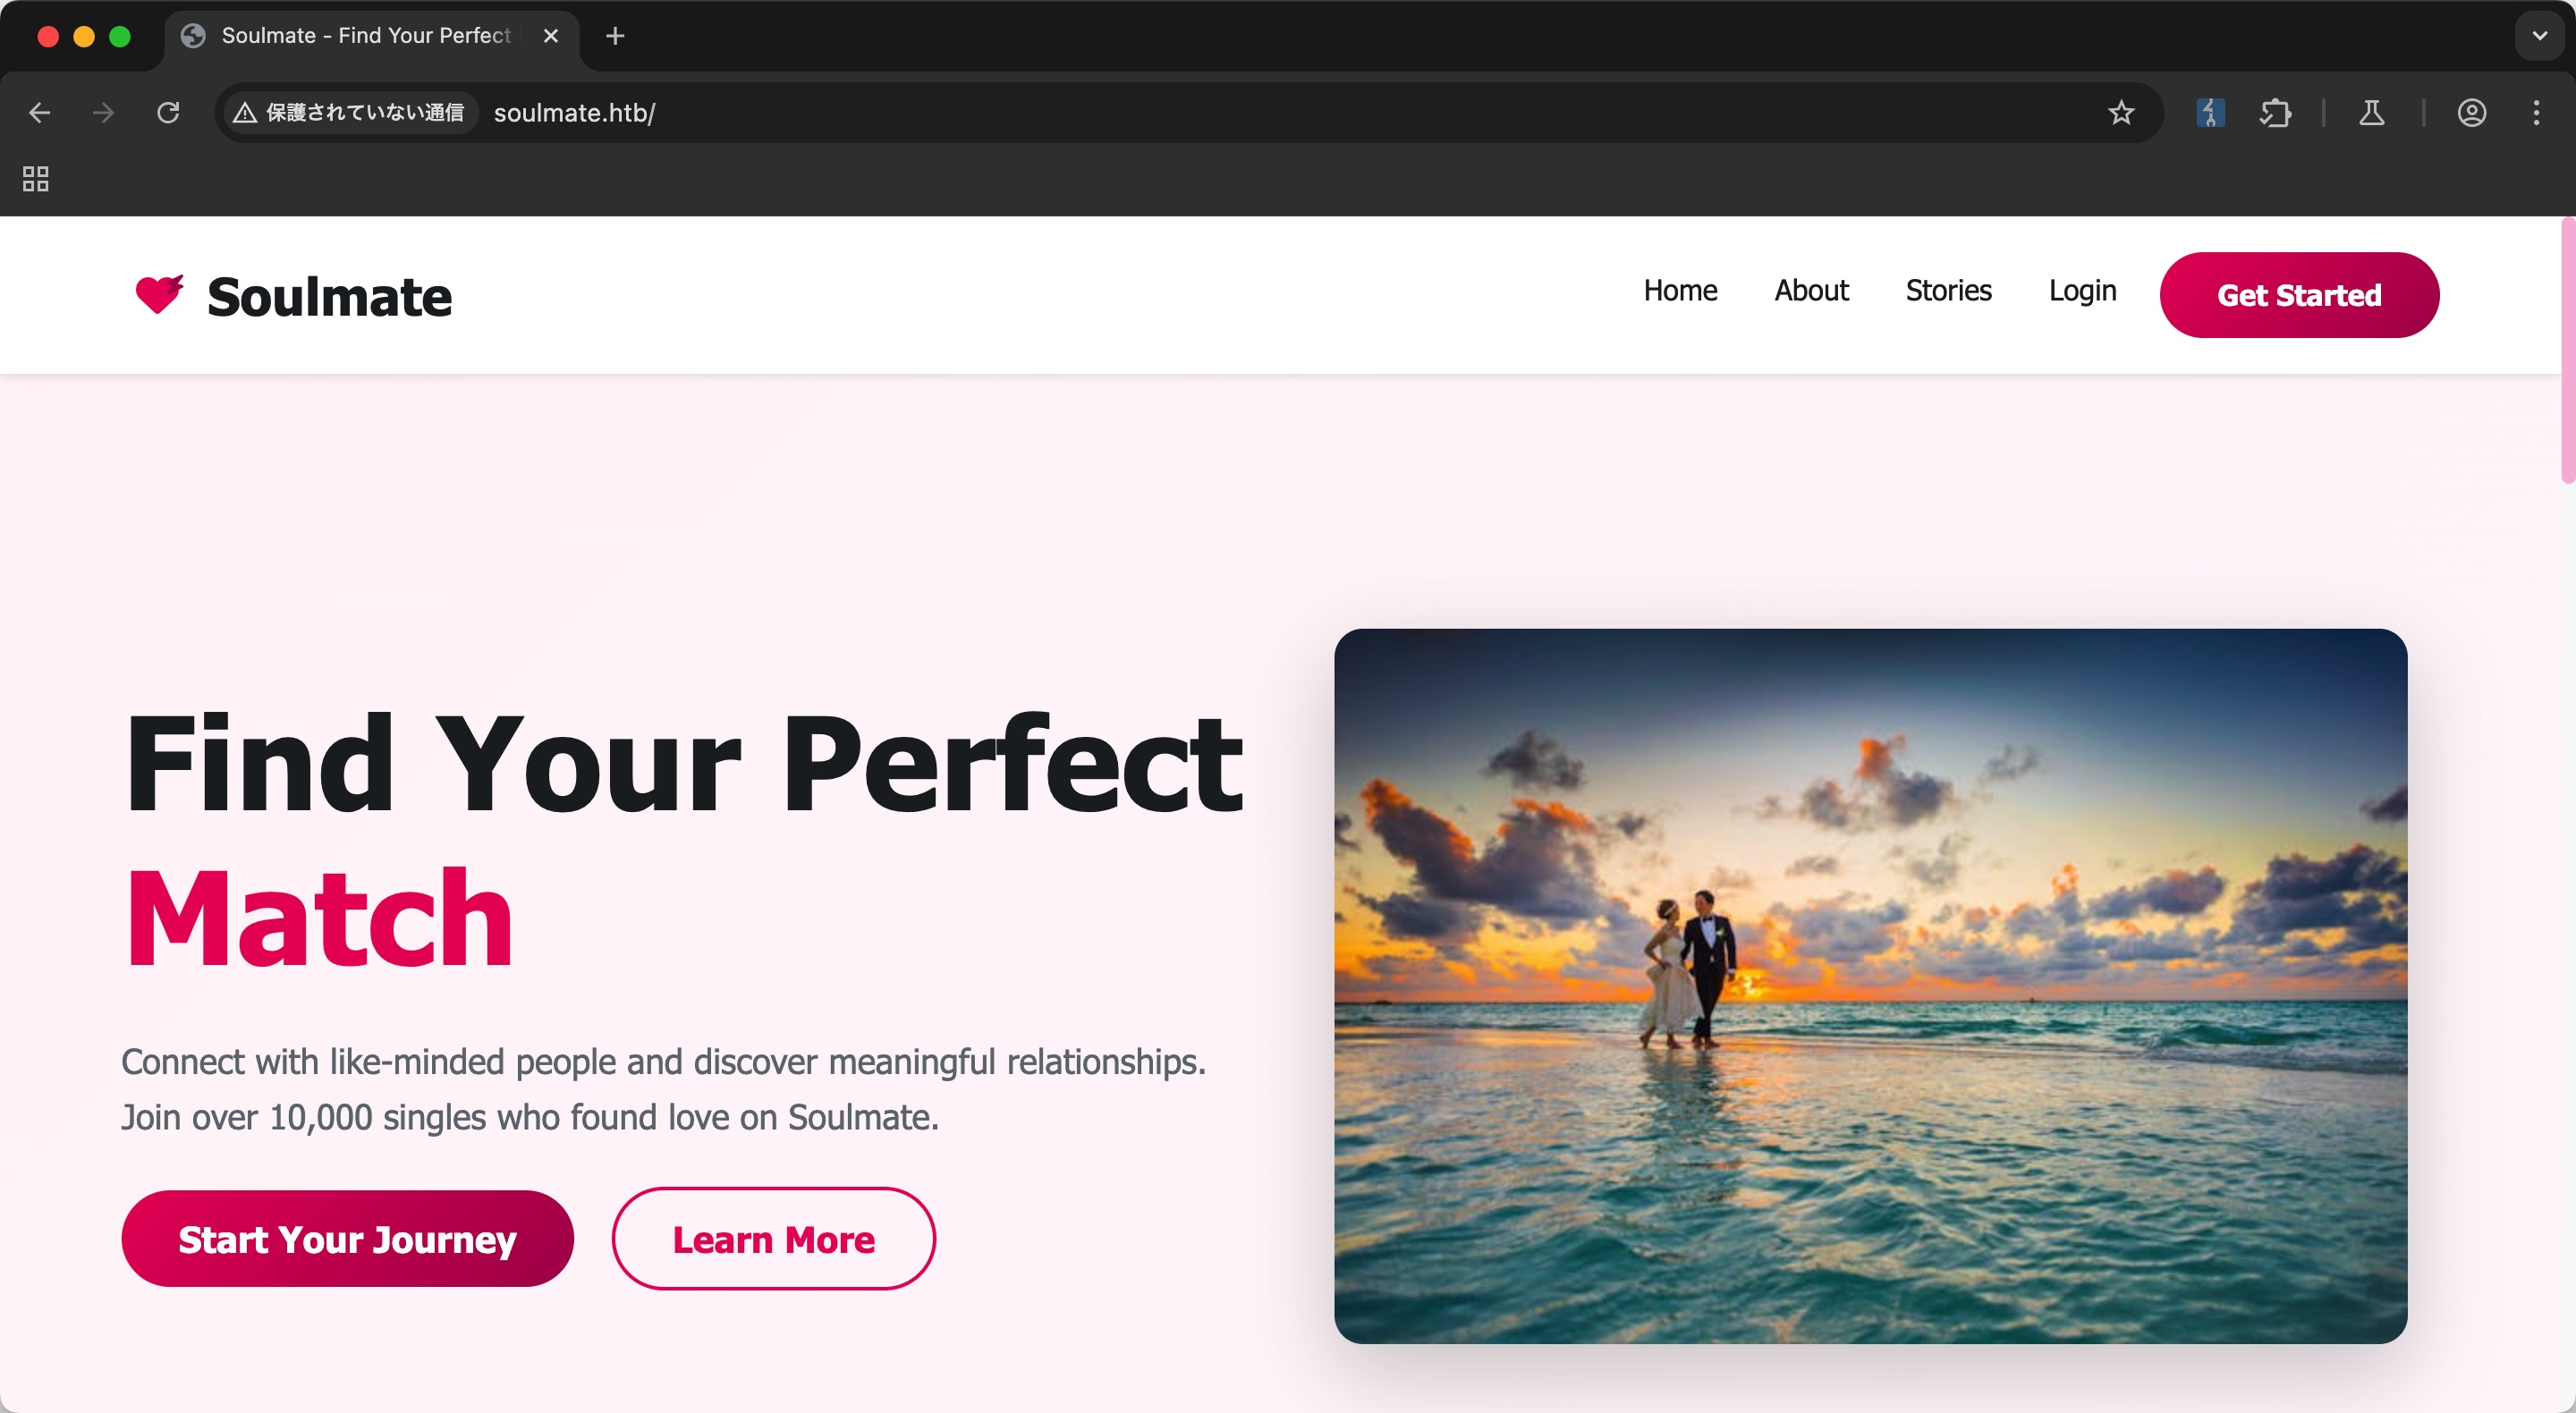 Soulmate - Find Your Perfect
保護されていない通信 soulmate.htb/
Soulmate
Home About Stories Login Get Started
Find Your Perfect
Match
Connect with like-minded people and discover meaningful relationships.
Join over 10,000 singles who found love on Soulmate.
Start Your Journey Learn More